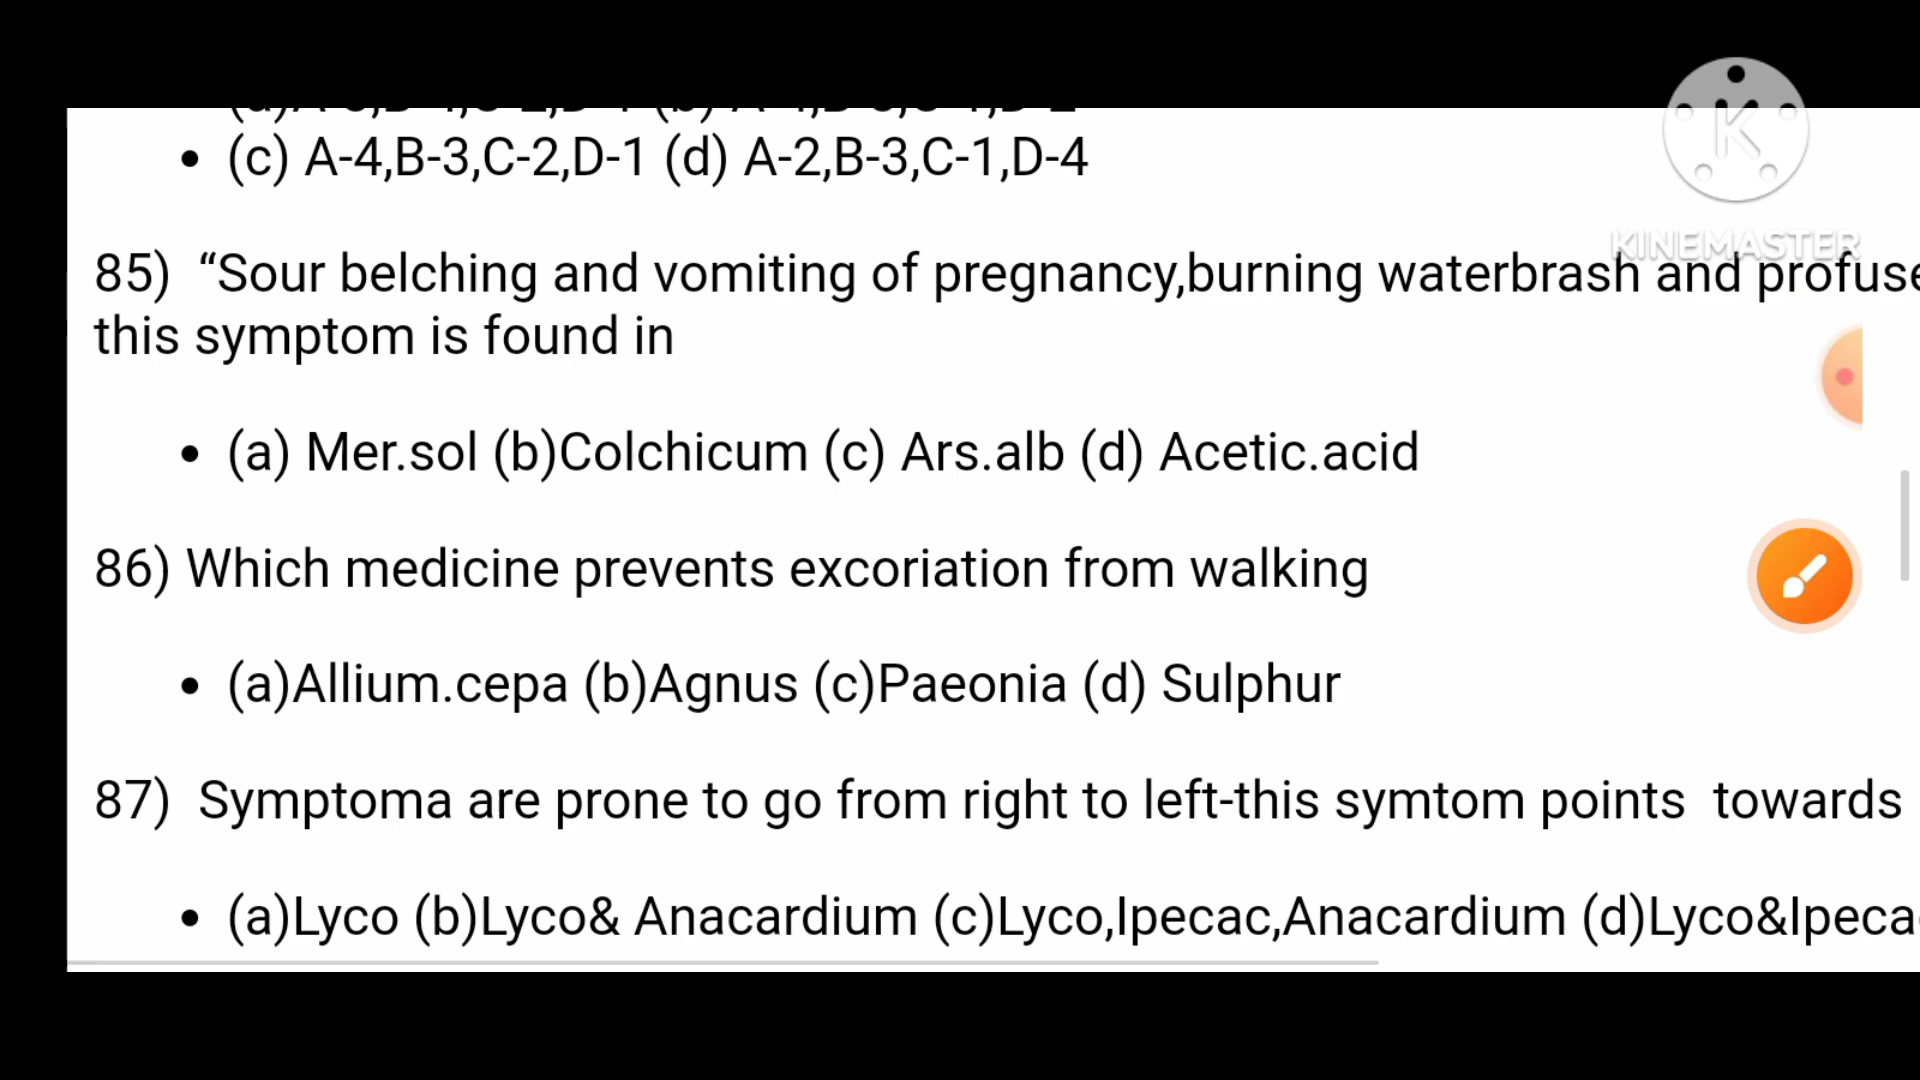 • (c) A-4,B-3,C-2,D-1 (d) A-2,B-3,C-1,D-4
KINEMASTER
85) “Sour belching and vomiting of pregnancy,burning waterbrash and profuse
this symptom is found in
• (a) Mer.sol (b)Colchicum (c) Ars.alb (d) Acetic.acid
86) Which medicine prevents excoriation from walking
• (a)Allium.cepa (b)Agnus (c)Paeonia (d) Sulphur
87) Symptoma are prone to go from right to left-this symtom points towards
• (a)Lyco (b)Lyco& Anacardium (c)Lyco,Ipecac,Anacardium (d)Lyco&Ipeca